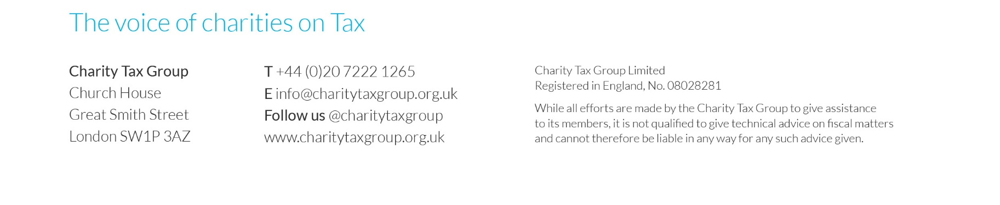 The voice of charities on Tax
Charity Tax Group
Church House
Great Smith Street
London SW1P 3AZ
T +44 (0)20 7222 1265
E info@charitytaxgroup.org.uk
Follow us @charitytaxgroup
www.charitytaxgroup.org.uk
Charity Tax Group Limited
Registered in England, No. 08028281
While all efforts are made by the Charity Tax Group to give assistance
to its members, it is not qualified to give technical advice on fiscal matters
and cannot therefore be liable in any way for any such advice given.